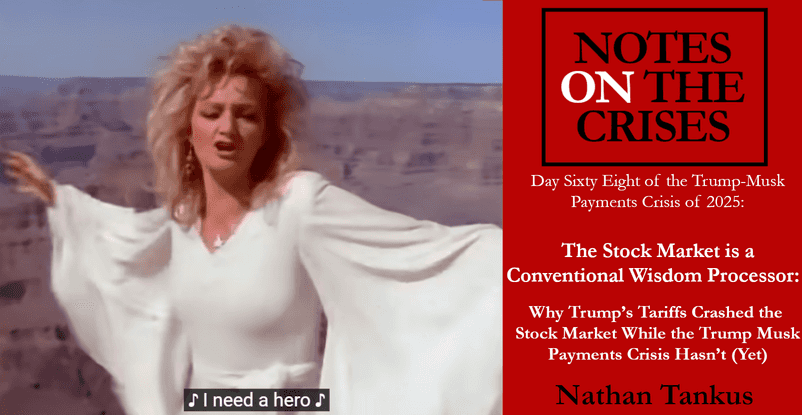 ♪ I need a hero ♪
NOTES
ON THE
CRISES
Day Sixty Eight of the Trump-Musk
Payments Crisis of 2025:
The Stock Market is a
Conventional Wisdom Processor:
Why Trump's Tariffs Crashed the
Stock Market While the Trump Musk
Payments Crisis Hasn't (Yet)
Nathan Tankus